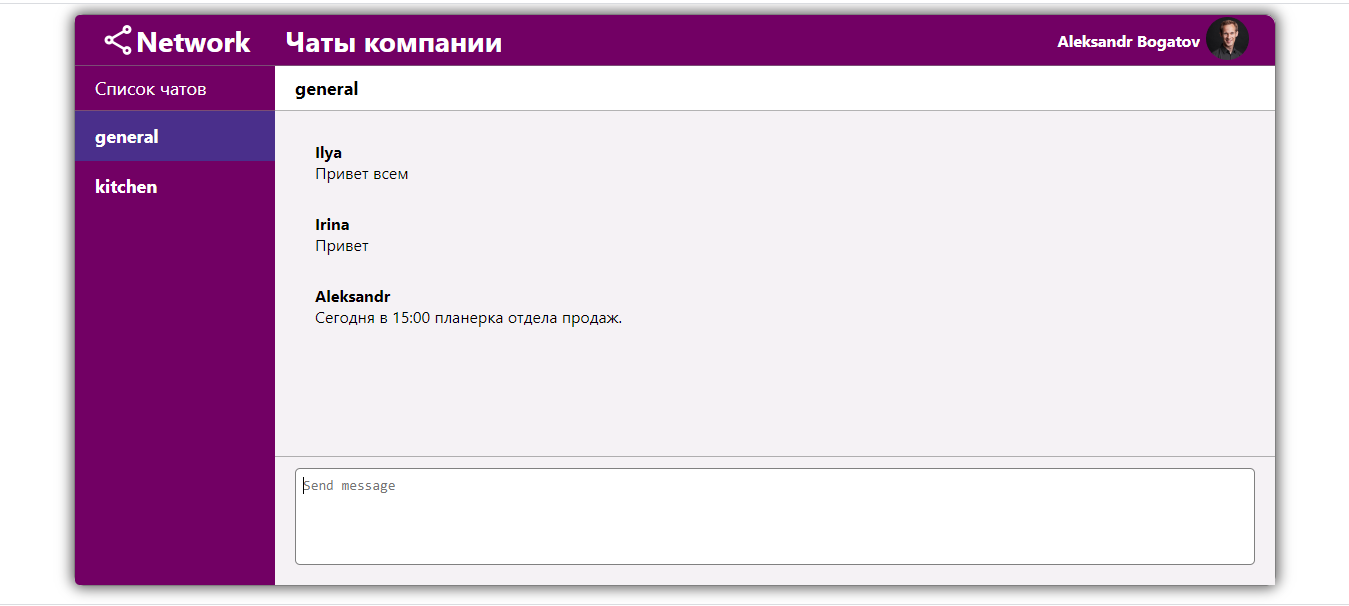 Network
Чаты компании
Aleksandr Bogatov
Список чатов
general
general
kitchen
Ilya
Привет всем
Irina
Привет
Aleksandr
Сегодня в 15:00 планерка отдела продаж.
Send message